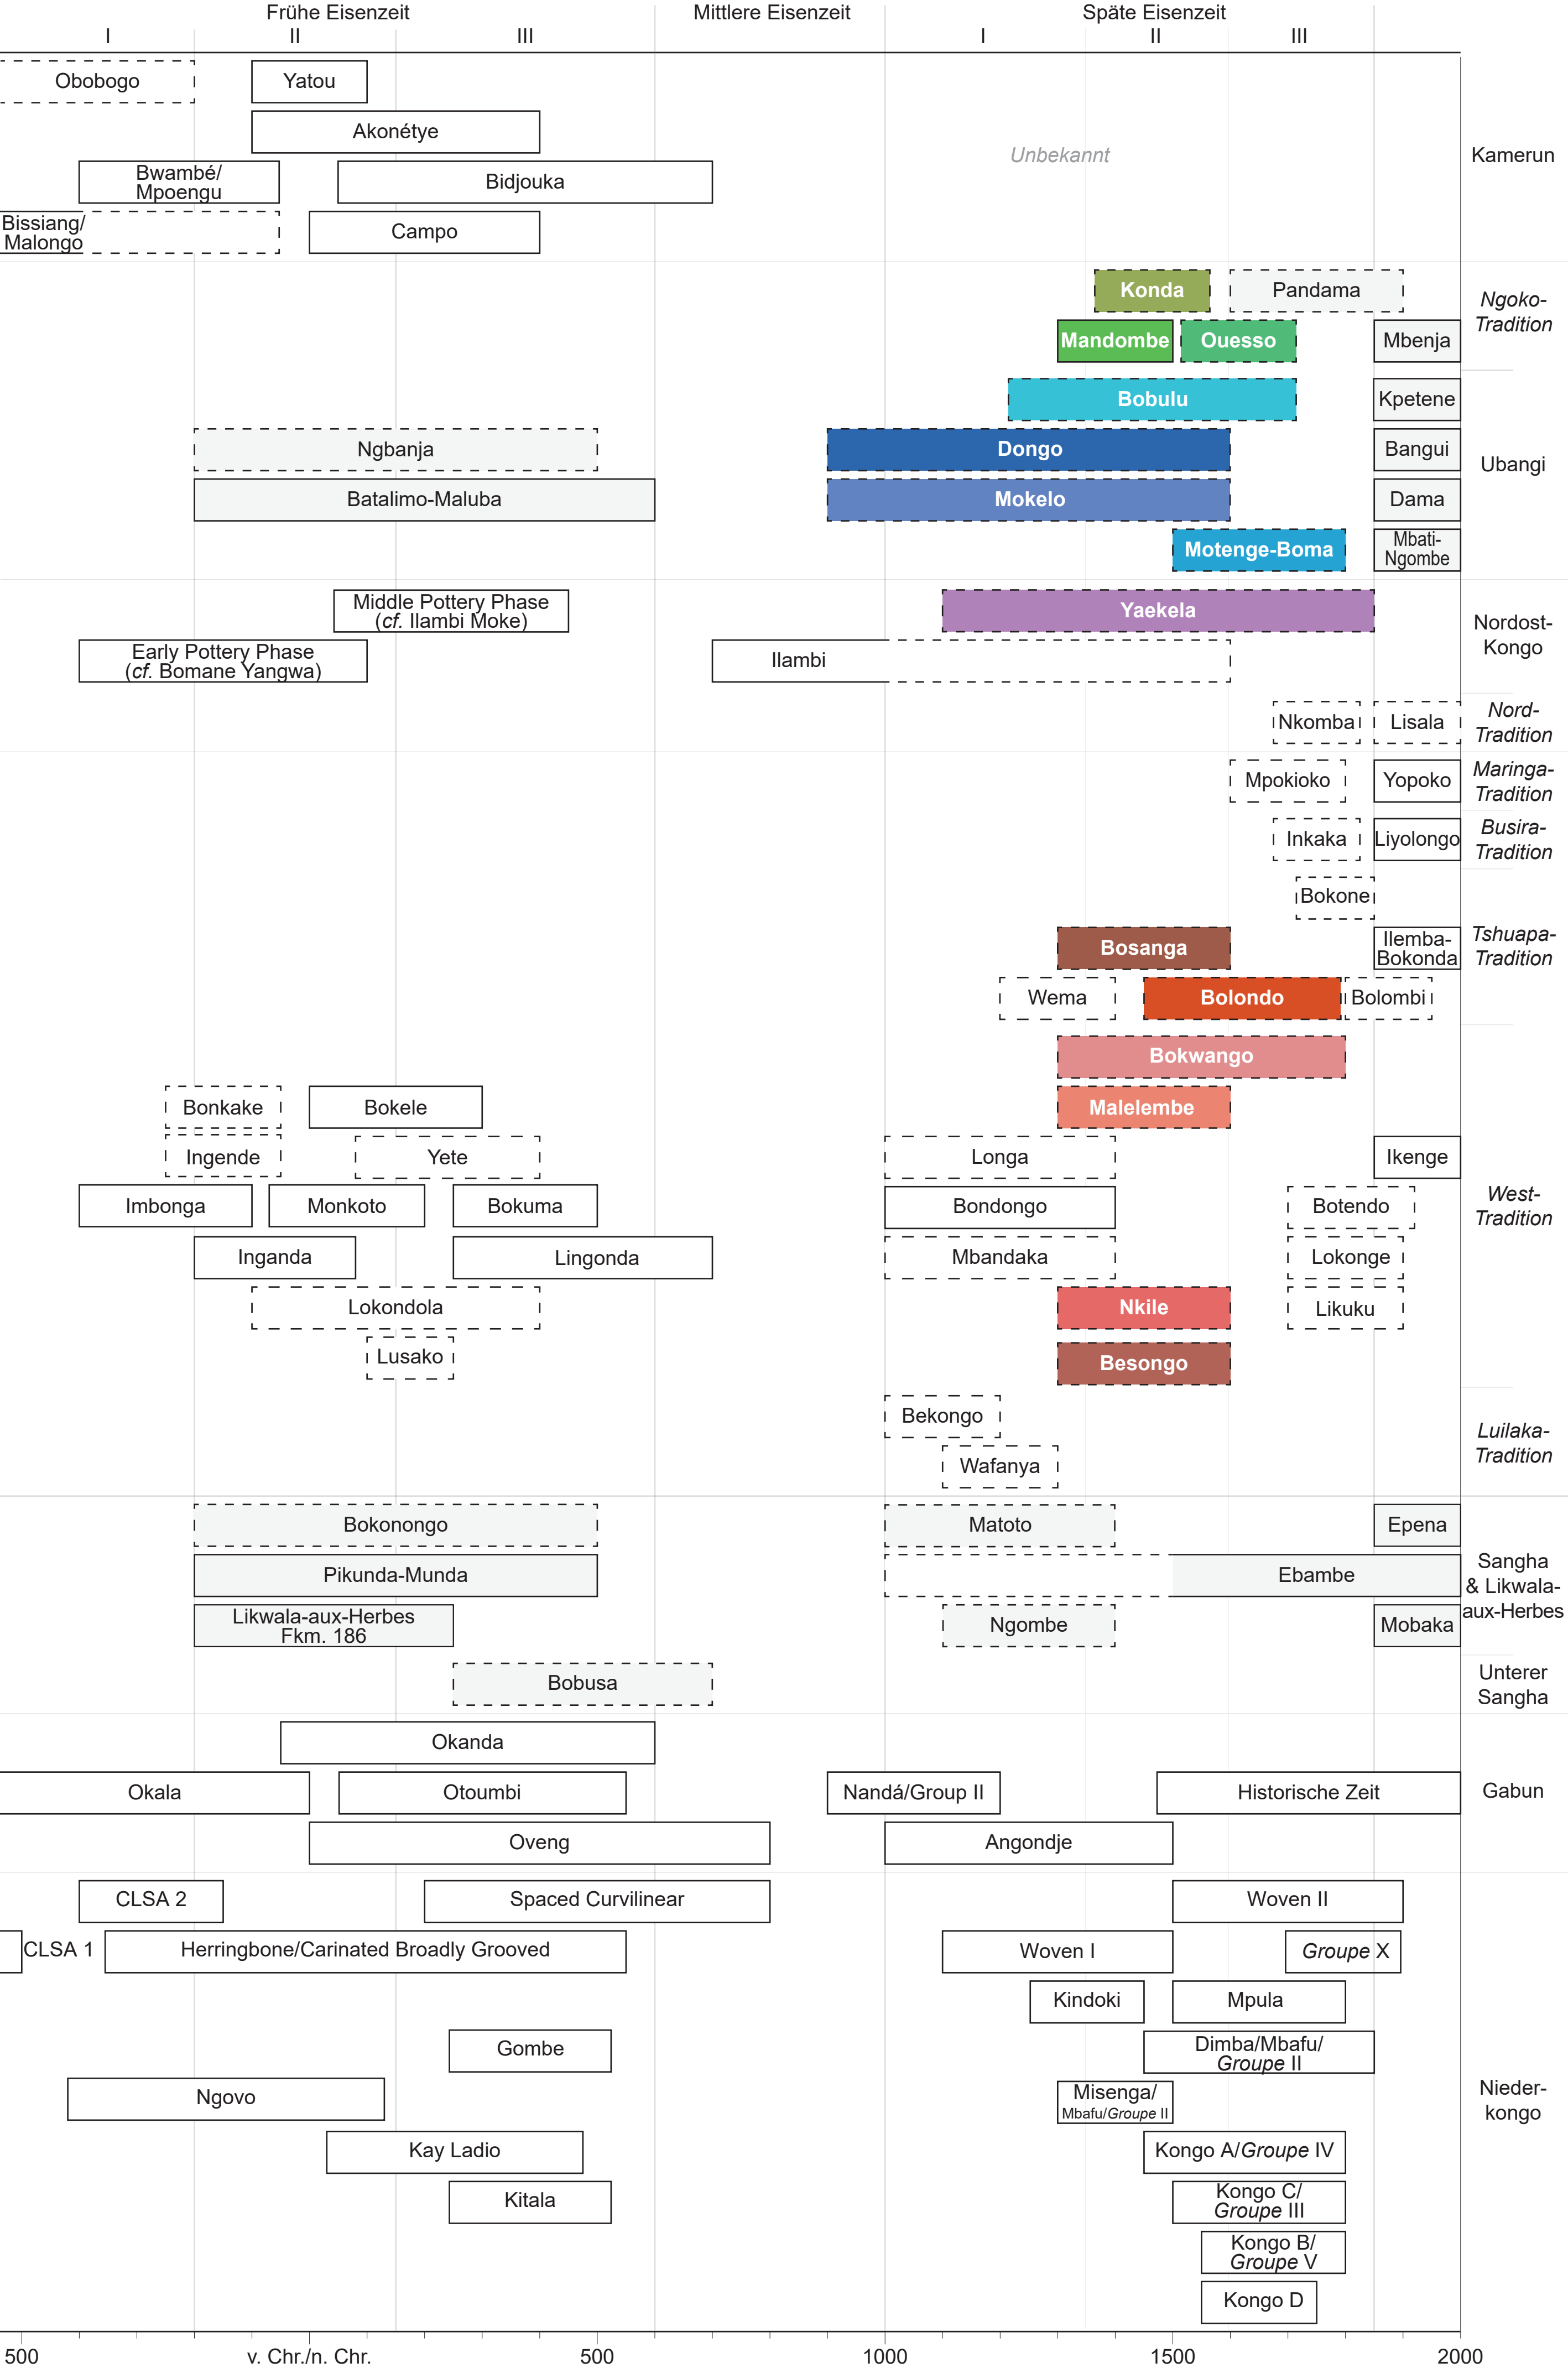 Frühe Eisenzeit
Mittlere Eisenzeit
Späte Eisenzeit
I
II
III
I
II
III
Obobogo
Yatou
Akonétye
Bwambé/
Mpoengu
Bidjouka
Bissiang/
Malongo
Campo
Unbekannt
Kamerun
Konda
Pandama
Mandombe
Ouesso
Mbenja
Ngoko-
Tradition
Bobulu
Kpetene
Ngbanja
Dongo
Bangui
Batalimo-Maluba
Mokelo
Dama
Motenge-Boma
Mbati-
Ngombe
Ubangi
Middle Pottery Phase
(cf. Ilambi Moke)
Yaekela
Early Pottery Phase
(cf. Bomane Yangwa)
Ilambi
Nordost-
Kongo
Nkomba
Lisala
Nord-
Tradition
Mpokioko
Yopoko
Maringa-
Tradition
Inkaka
Liyolongo
Busira-
Tradition
Bokone
Bosanga
Ilemba-
Bokonda
Wema
Bolondo
Bolombi
Tshuapa-
Tradition
Bokwango
Bonkake
Bokele
Malelembe
Ingende
Yete
Longa
Ikenge
Imbonga
Monkoto
Bokuma
Bondongo
Botendo
Inganda
Lingonda
Mbandaka
Lokonge
Lokondola
Nkile
Likuku
Lusako
Besongo
West-
Tradition
Bekongo
Wafanya
Luilaka-
Tradition
Bokonongo
Matoto
Epena
Pikunda-Munda
Ebambe
Likwala-aux-Herbes
Fkm. 186
Ngombe
Mobaka
Sangha
& Likwala-
aux-Herbes
Bobusa
Unterer
Sangha
Okanda
Okala
Otoumbi
Nandá/Group II
Historische Zeit
Oveng
Angondje
Gabun
CLSA 2
Spaced Curvilinear
Woven II
CLSA 1
Herringbone/Carinated Broadly Grooved
Woven I
Groupe X
Kindoki
Mpula
Gombe
Dimba/Mbafu/
Groupe II
Ngovo
Misenga/
Mbafu/Groupe II
Kay Ladio
Kongo A/Groupe IV
Kitala
Kongo C/
Groupe III
Kongo B/
Groupe V
Kongo D
Nieder-
kongo
500
v. Chr./n. Chr.
500
1000
1500
2000